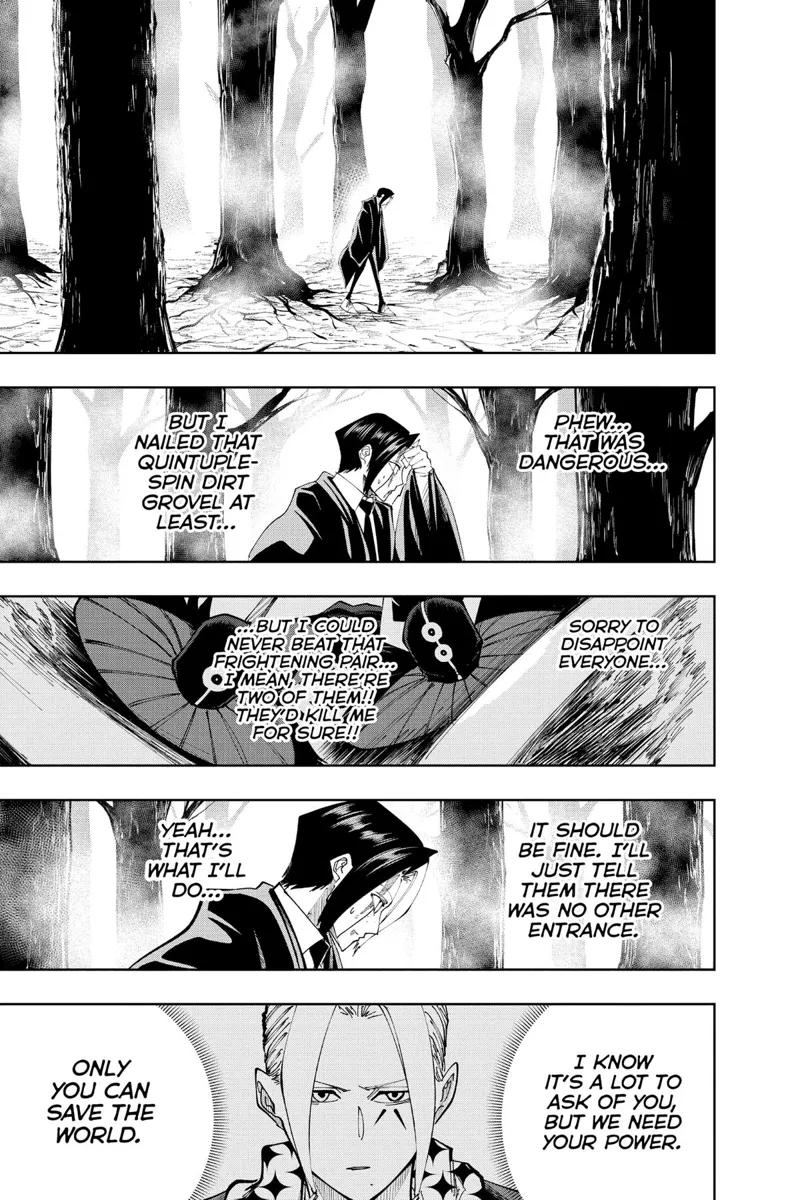 PHEW...
THAT WAS
DANGEROUS...
BUT I
NAILED THAT
QUINTUPLE-
SPIN DIRT
GROVEL AT
LEAST...
SORRY TO
DISAPPOINT
EVERYONE...
...BUT I COULD
NEVER BEAT THAT
FRIGHTENING PAIR...
I MEAN, THERE'RE
TWO OF THEM!!
THEY'D KILL ME
FOR SURE!!
IT SHOULD
BE FINE. I'LL
JUST TELL
THEM THERE
WAS NO OTHER
ENTRANCE.
YEAH...
THAT'S
WHAT I'LL
DO...
I KNOW
IT'S A LOT TO
ASK OF YOU,
BUT WE NEED
YOUR POWER.
ONLY
YOU CAN
SAVE THE
WORLD.